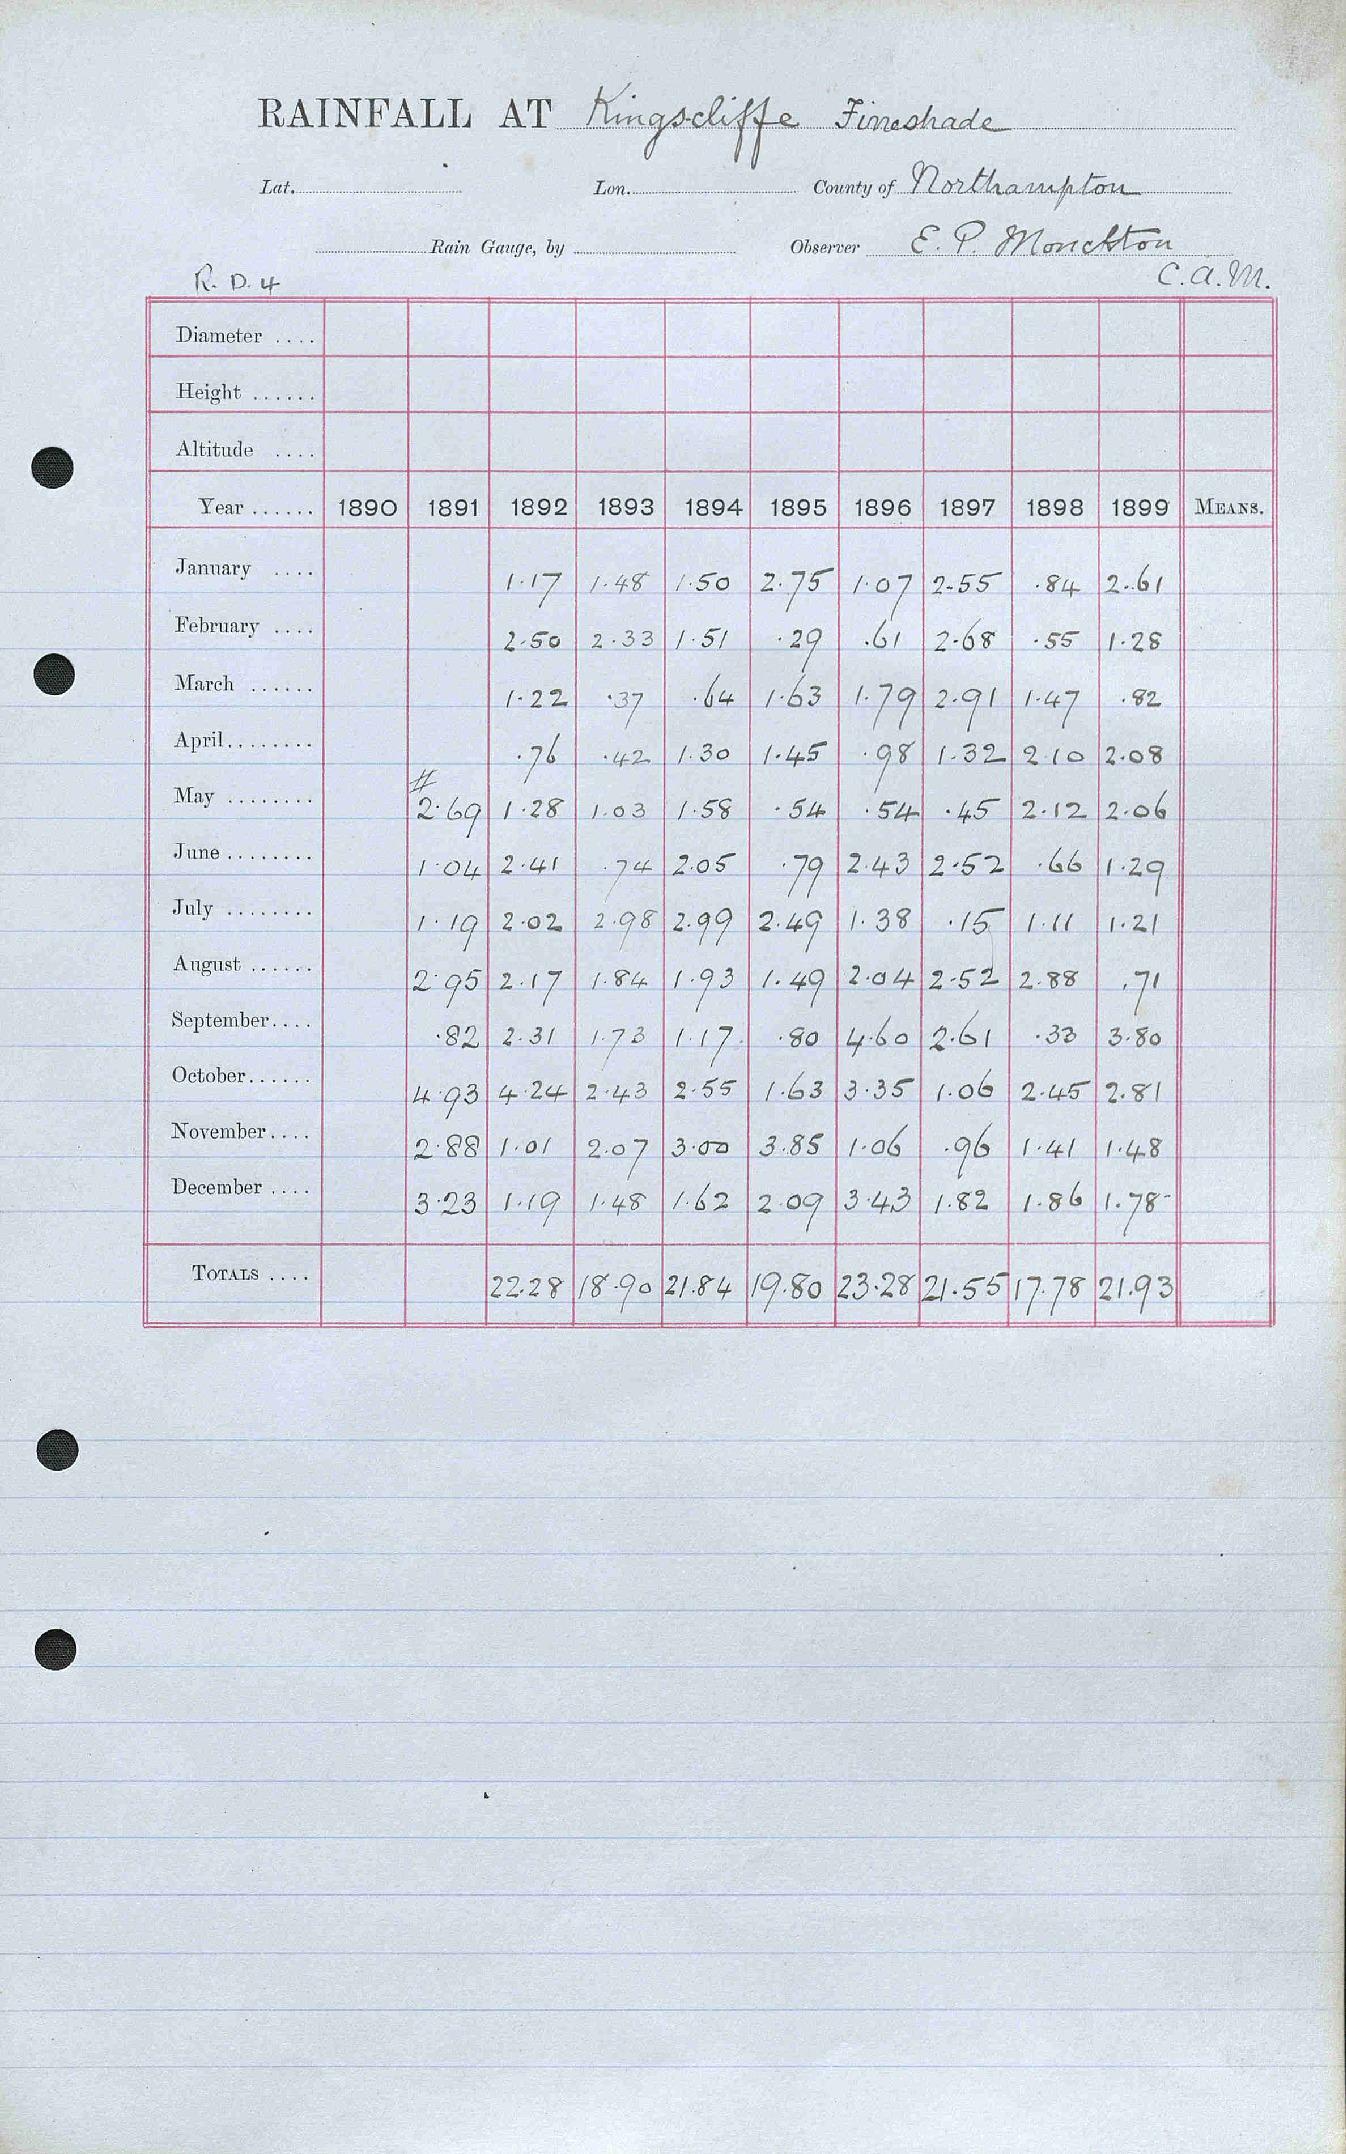 RAINFALL AT Kingscliffe Fineshade
Lat. Lon. County of Northampton
Rain Gauge, by Observer E. P. Monckton
R. D. 4 C.A.M.
Diameter ....
Height ......
Altitude ....
Year ...... 1890 1891 1892 1893 1894 1895 1896 1897 1898 1899 MEANS.
January .... 1.17 1.48 1.50 2.75 1.07 2.55 .84 2.61
February .... 2.50 2.33 1.51 .29 .61 2.68 .55 1.28
March ...... 1.22 .37 .64 1.63 1.79 2.91 1.47 .82
April........ .76 .42 1.30 1.45 .98 1.32 2.10 2.08
#
May ........ 2.69 1.28 1.03 1.58 .54 .54 .45 2.12 2.06
June ........ 1.04 2.41 .74 2.05 .79 2.43 2.52 .66 1.29
July ........ 1.19 2.02 2.98 2.99 2.49 1.38 .15 1.11 1.21
August ...... 2.95 2.17 1.84 1.93 1.49 2.04 2.52 2.88 .71
September.... .82 2.31 1.73 1.17 .80 4.60 2.61 .33 3.80
October...... 4.93 4.24 2.43 2.55 1.63 3.35 1.06 2.45 2.81
November.... 2.88 1.01 2.07 3.00 3.85 1.06 .96 1.41 1.48
December .... 3.23 1.19 1.48 1.62 2.09 3.43 1.82 1.86 1.78
TOTALS .... 22.28 18.90 21.84 19.80 23.28 21.55 17.78 21.93